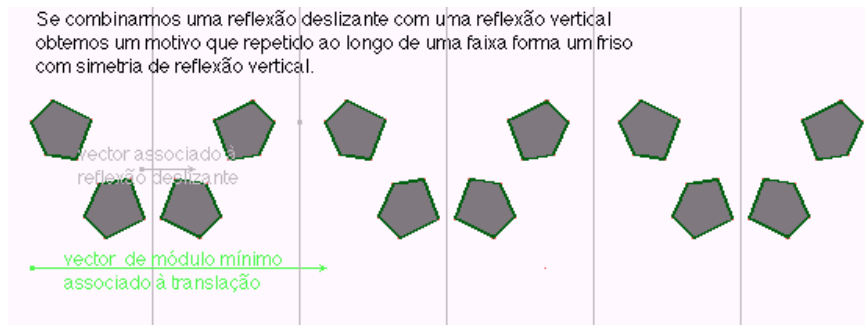 Se combinarmos uma reflexão deslizante com uma reflexão vertical
obtemos um motivo que repetido ao longo de uma faixa forma um friso
com simetria de reflexão vertical.
vector associado à
reflexão deslizante
vector de módulo mínimo
associado à translação